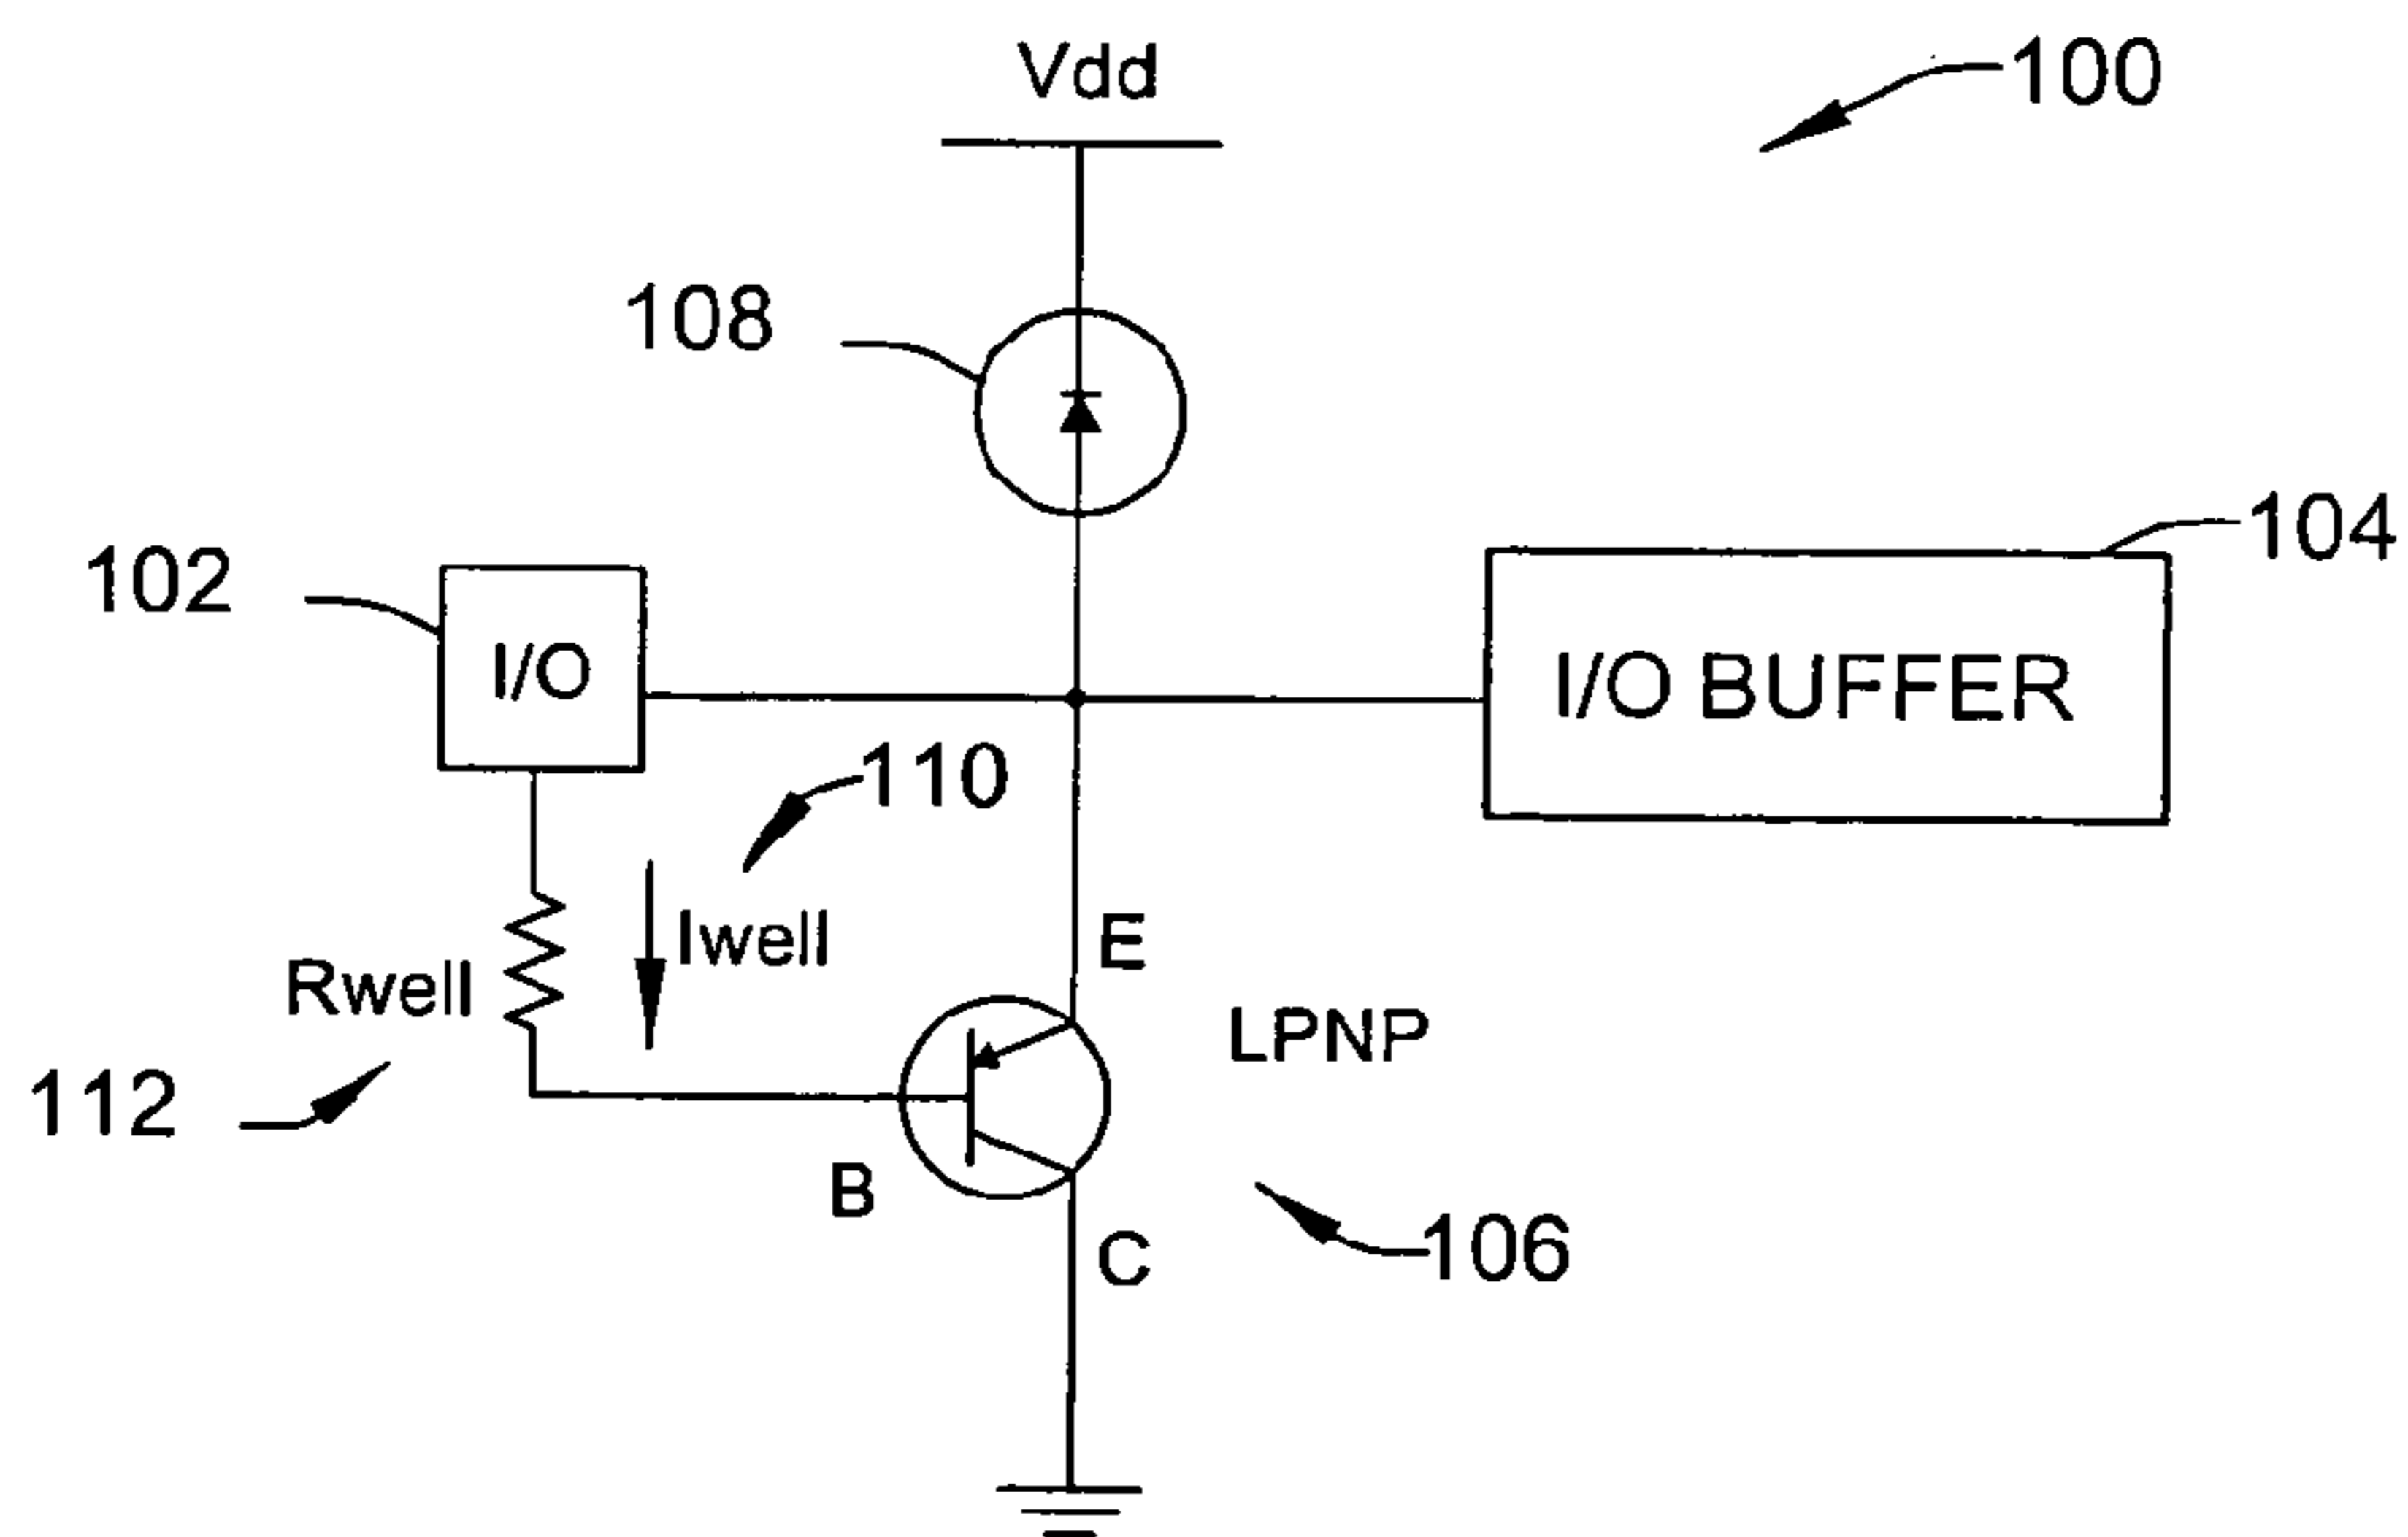 Vdd
100
108
102
104
I/O
I/O BUFFER
110
Iwell
E
Rwell
LPNP
112
B
C
106